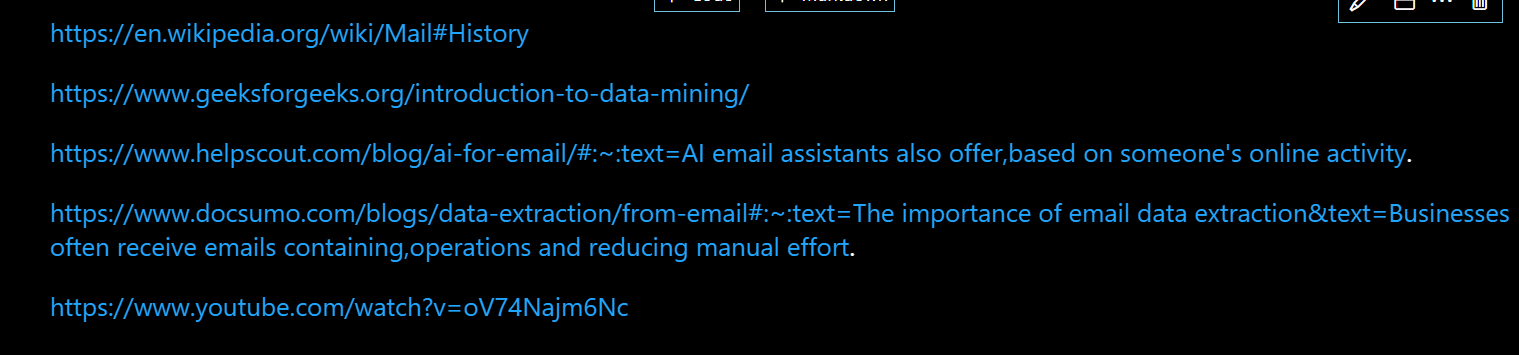 https://en.wikipedia.org/wiki/Mail#History
https://www.geeksforgeeks.org/introduction-to-data-mining/
https://www.helpscout.com/blog/ai-for-email/#:~:text=AI email assistants also offer,based on someone's online activity.
https://www.docsumo.com/blogs/data-extraction/from-email#:~:text=The importance of email data extraction&text=Businesses
often receive emails containing,operations and reducing manual effort.
https://www.youtube.com/watch?v=oV74Najm6Nc